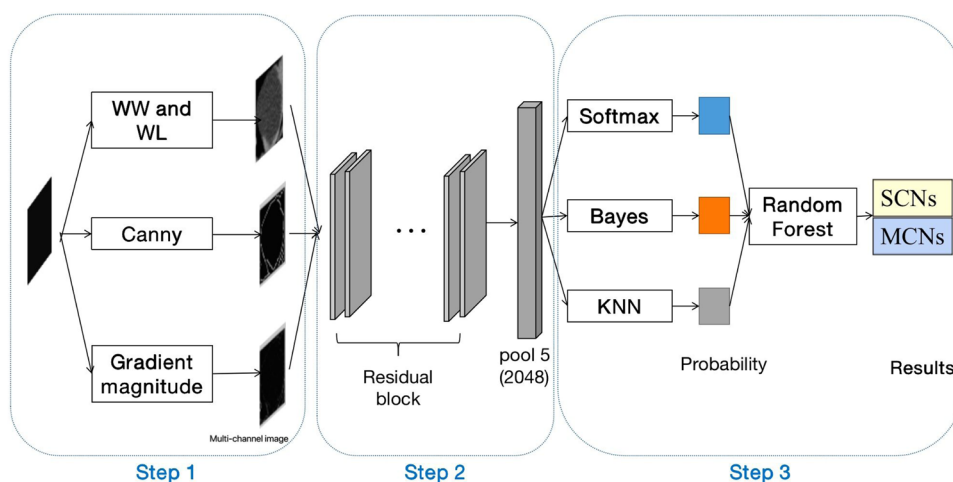 WW and
WL
Canny
Gradient
magnitude
Multi-channel image
Step 1
...
Residual
block
pool 5
(2048)
Step 2
Softmax
Bayes
KNN
Probability
Random
Forest
SCNs
MCNs
Results
Step 3